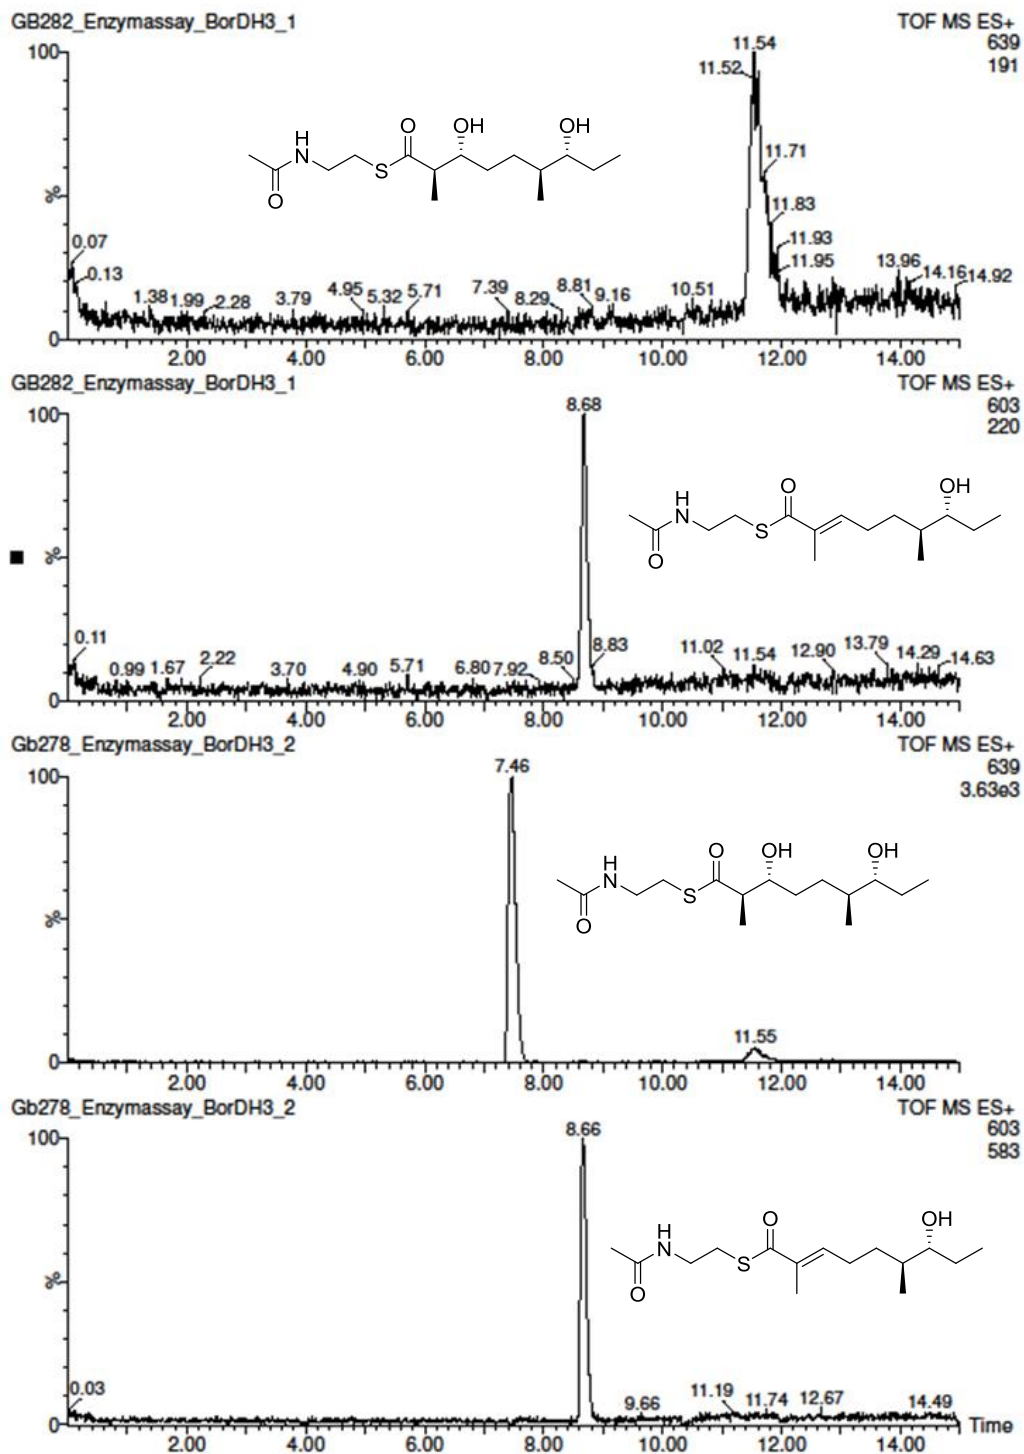 GB282_Enzymassay_BorDH3_1 TOF MS ES+
639
191
100
%
0
11.54
11.52
11.71
11.83
11.93
11.95
0.07
0.13
1.38 1.99 2.28 3.79 4.95 5.32 5.71 7.39 8.29 8.81 9.16 10.51 13.96 14.16 14.92
O OH OH
H
N
S
O
2.00 4.00 6.00 8.00 10.00 12.00 14.00
GB282_Enzymassay_BorDH3_1 TOF MS ES+
603
220
100
%
0
8.68
0.11
0.99 1.67 2.22 3.70 4.90 5.71 6.80 7.92 8.50 8.83 11.02 11.54 12.90 13.79 14.29 14.63
O OH
H
N
S
O
2.00 4.00 6.00 8.00 10.00 12.00 14.00
Gb278_Enzymassay_BorDH3_2 TOF MS ES+
639
3.63e3
100
%
0
7.46
11.55
O OH OH
H
N
S
O
2.00 4.00 6.00 8.00 10.00 12.00 14.00
Gb278_Enzymassay_BorDH3_2 TOF MS ES+
603
583
100
%
0
8.66
0.03
9.66 11.19 11.74 12.67 14.49
O OH
H
N
S
O
Time
2.00 4.00 6.00 8.00 10.00 12.00 14.00